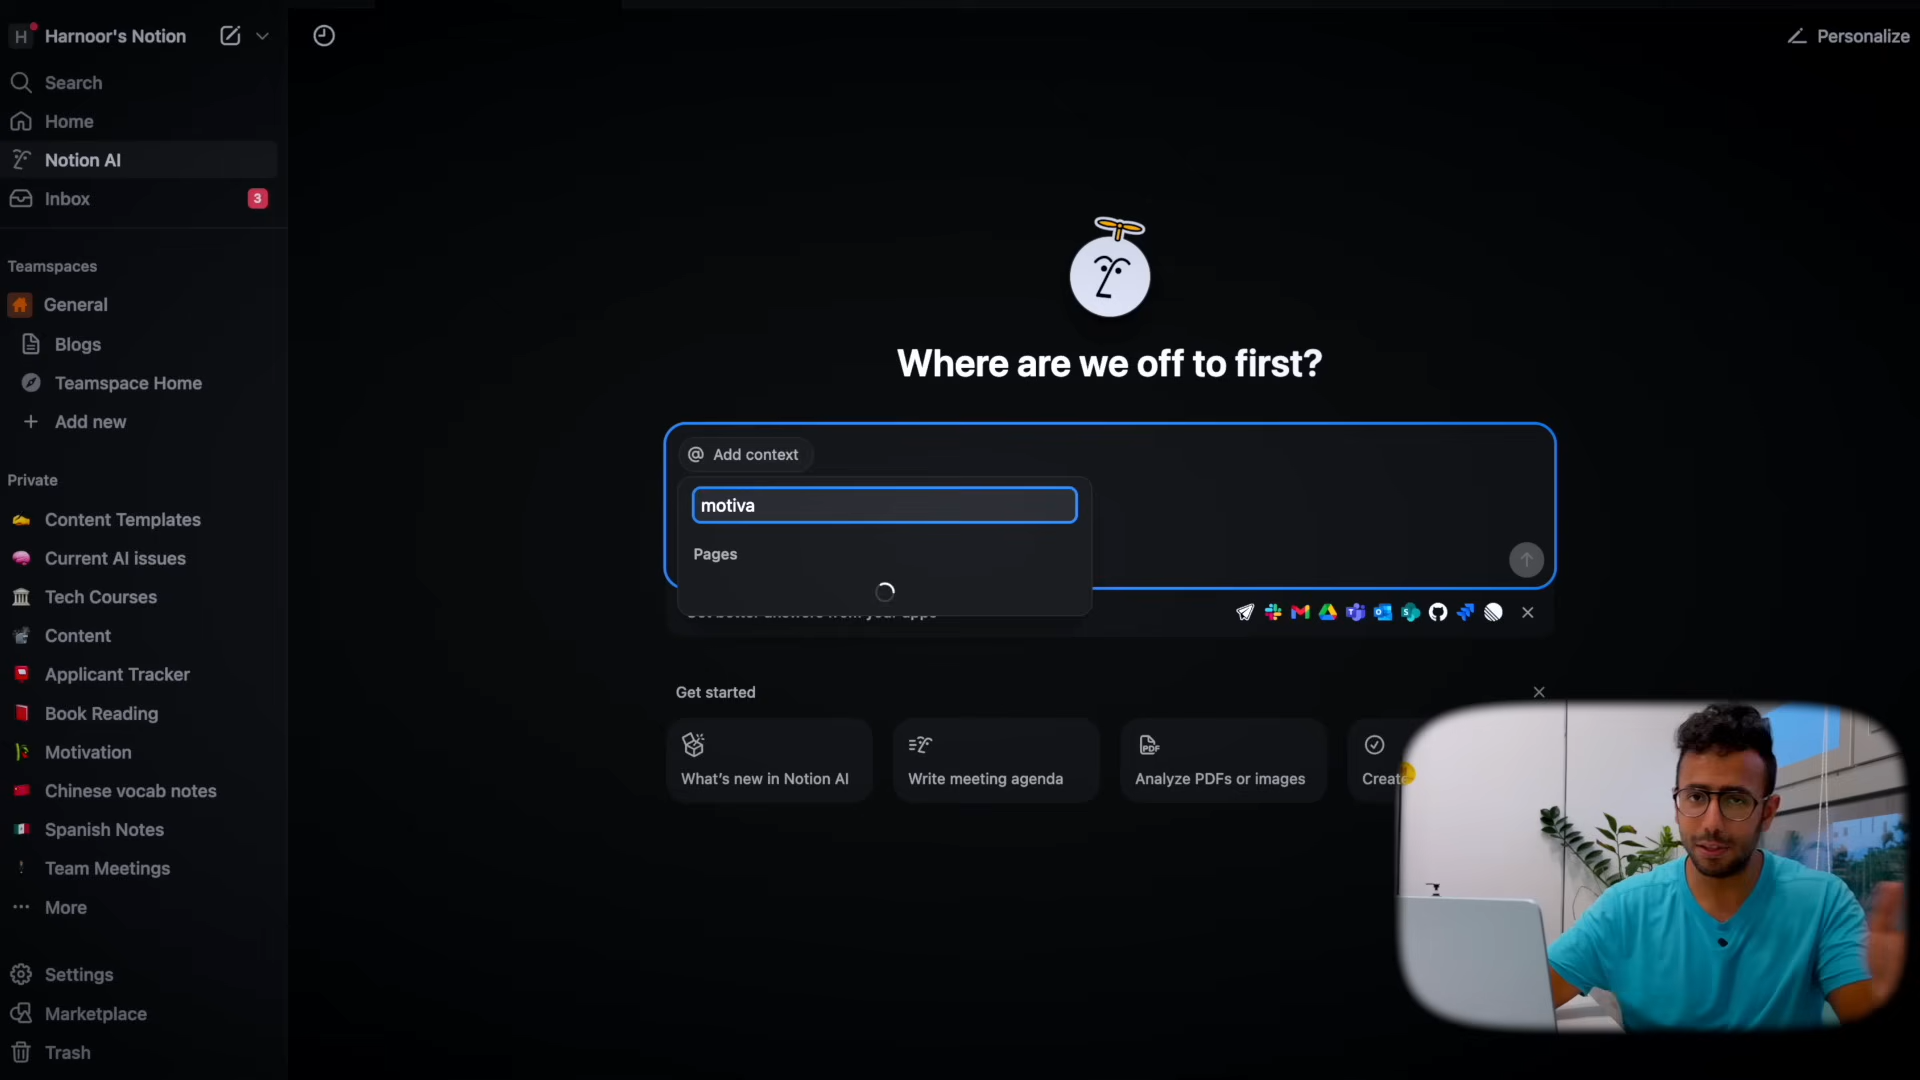 H Harnoor's Notion
Personalize
Search
Home
Notion AI
Inbox 3
Teamspaces
General
Blogs
Teamspace Home
Add new
Private
Content Templates
Current AI issues
Tech Courses
Content
Applicant Tracker
Book Reading
Motivation
Chinese vocab notes
Spanish Notes
Team Meetings
More
Settings
Marketplace
Trash
Where are we off to first?
@ Add context
motiva
Pages
Get started
What's new in Notion AI
Write meeting agenda
PDF
Analyze PDFs or images
Create